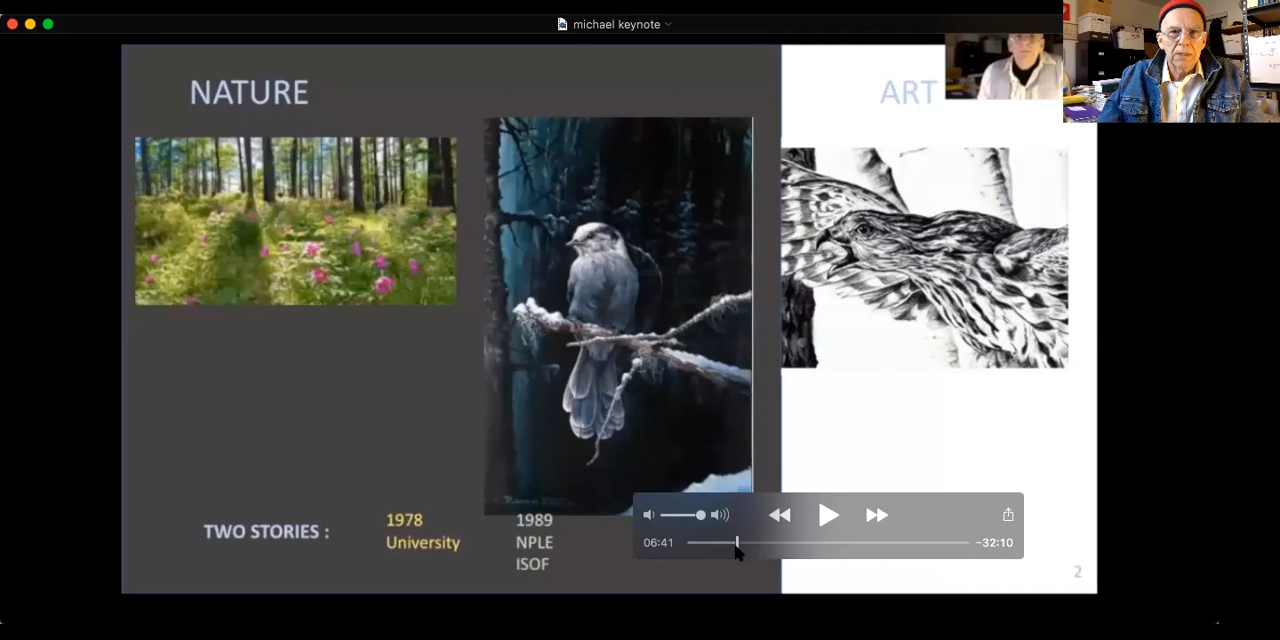 michael keynote
NATURE
ART
TWO STORIES :
1978
University
1989
NPLE
ISOF
06:41
-32:10
2